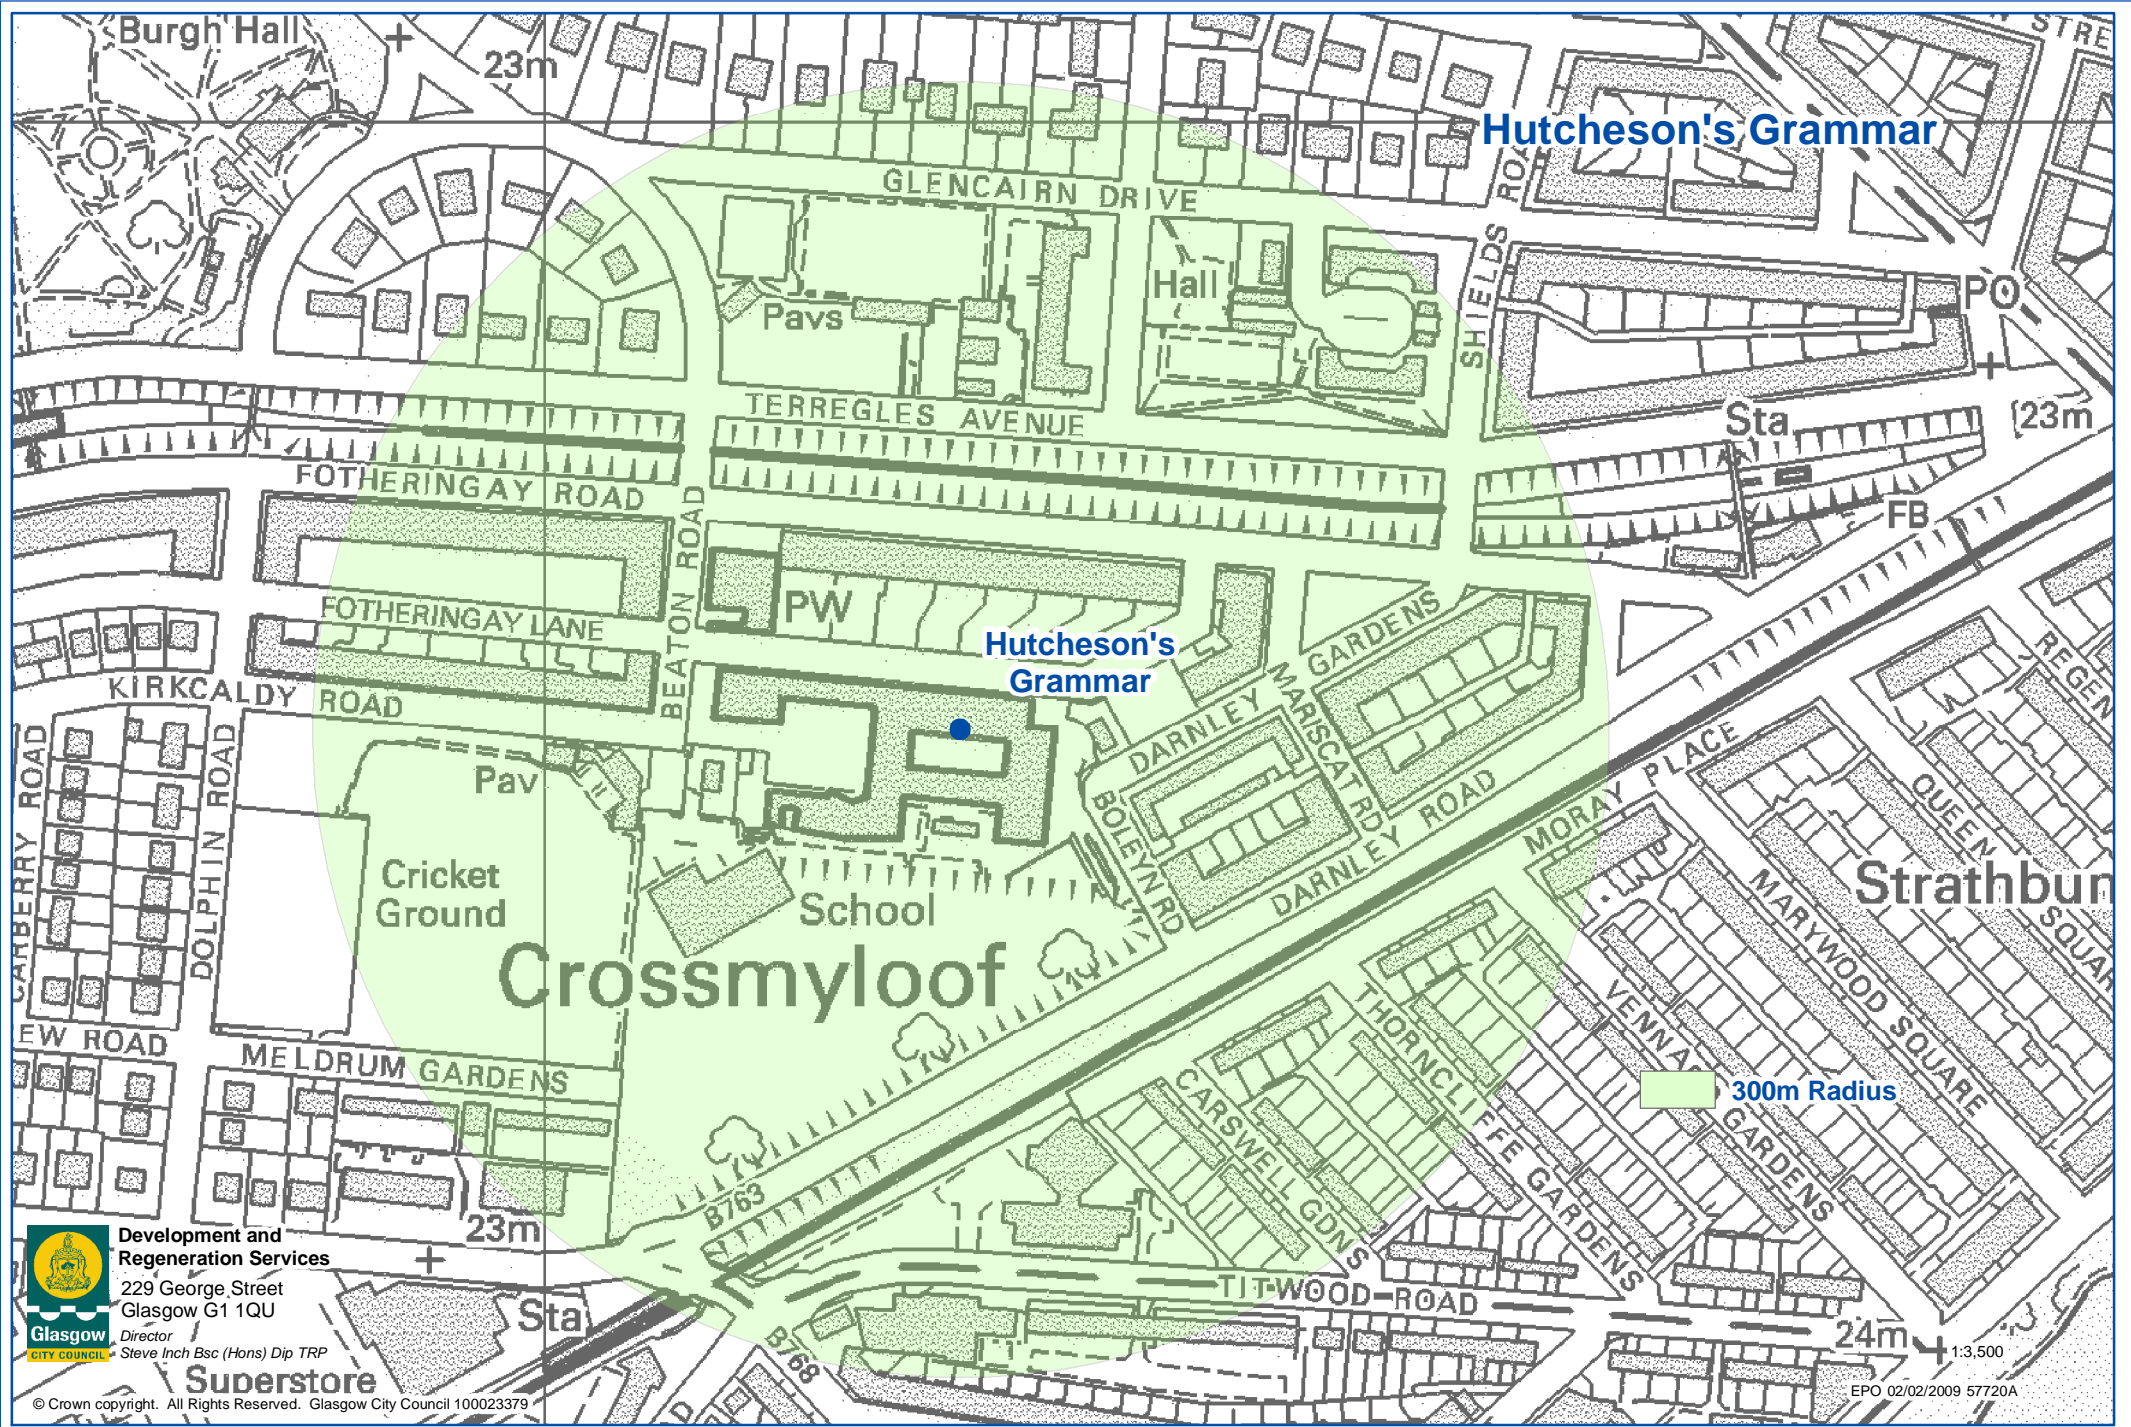 Burgh Hall
23m
STRE
Hutcheson's Grammar
GLENCAIRN DRIVE
SHIELDS ROAD
Hall
Pavs
PO
TERREGLES AVENUE
Sta
23m
FOTHERINGAY ROAD
FB
BEATON ROAD
PW
FOTHERINGAY LANE
Hutcheson's
Grammar
DARNLEY GARDENS
MARISCAT RD
REGEN
KIRKCALDY ROAD
DOLPHIN ROAD
CARBERRY ROAD
Pav
BOLEYN RD
DARNLEY ROAD
MORAY PLACE
QUEEN SQUAR
Cricket
Ground
School
Strathbun
MARYWOOD SQUARE
Crossmyloof
EW ROAD
MELDRUM GARDENS
THORNCLIFFE GARDENS
VENNA GARDENS
CARSWELL GDNS
300m Radius
B763
23m
TITWOOD ROAD
24m
Sta
B768
Superstore
Development and
Regeneration Services
229 George Street
Glasgow G1 1QU
Director
Steve Inch Bsc (Hons) Dip TRP
Glasgow
CITY COUNCIL
1:3,500
EPO 02/02/2009 57720A
© Crown copyright. All Rights Reserved. Glasgow City Council 100023379